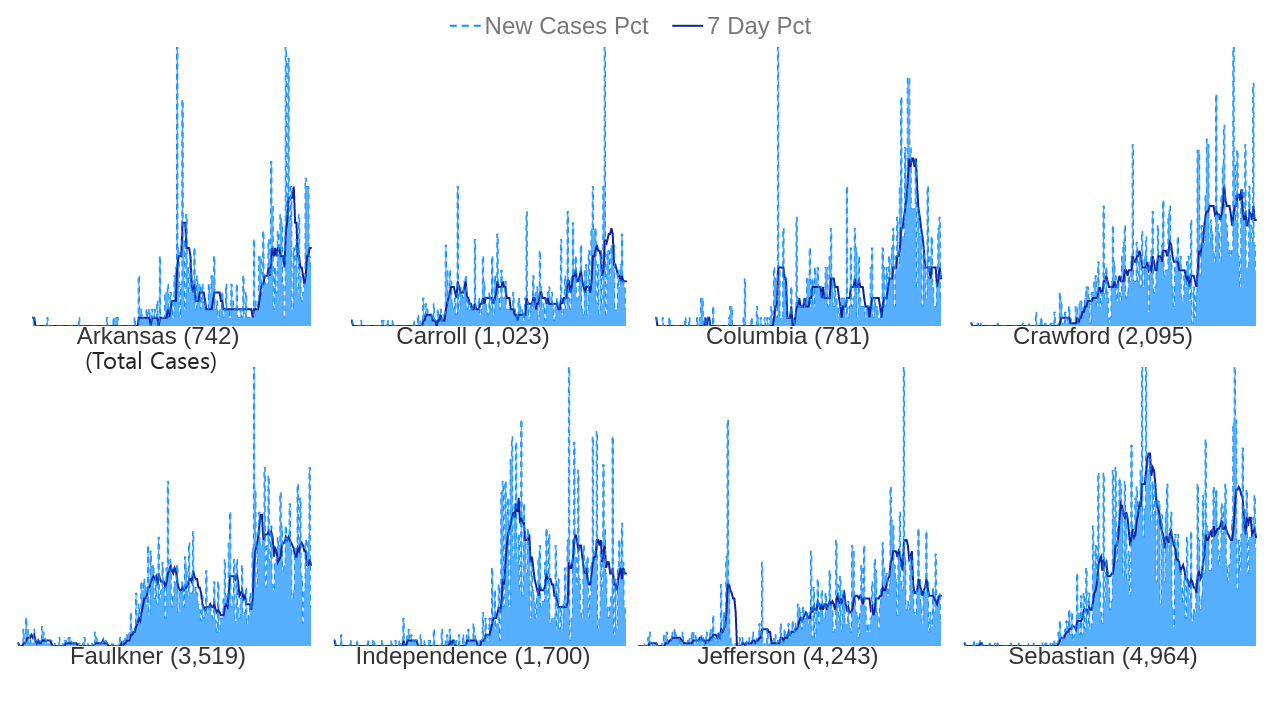 New Cases Pct 7 Day Pct
Arkansas (742) Carroll (1,023) Columbia (781) Crawford (2,095)
(Total Cases)
Faulkner (3,519) Independence (1,700) Jefferson (4,243) Sebastian (4,964)